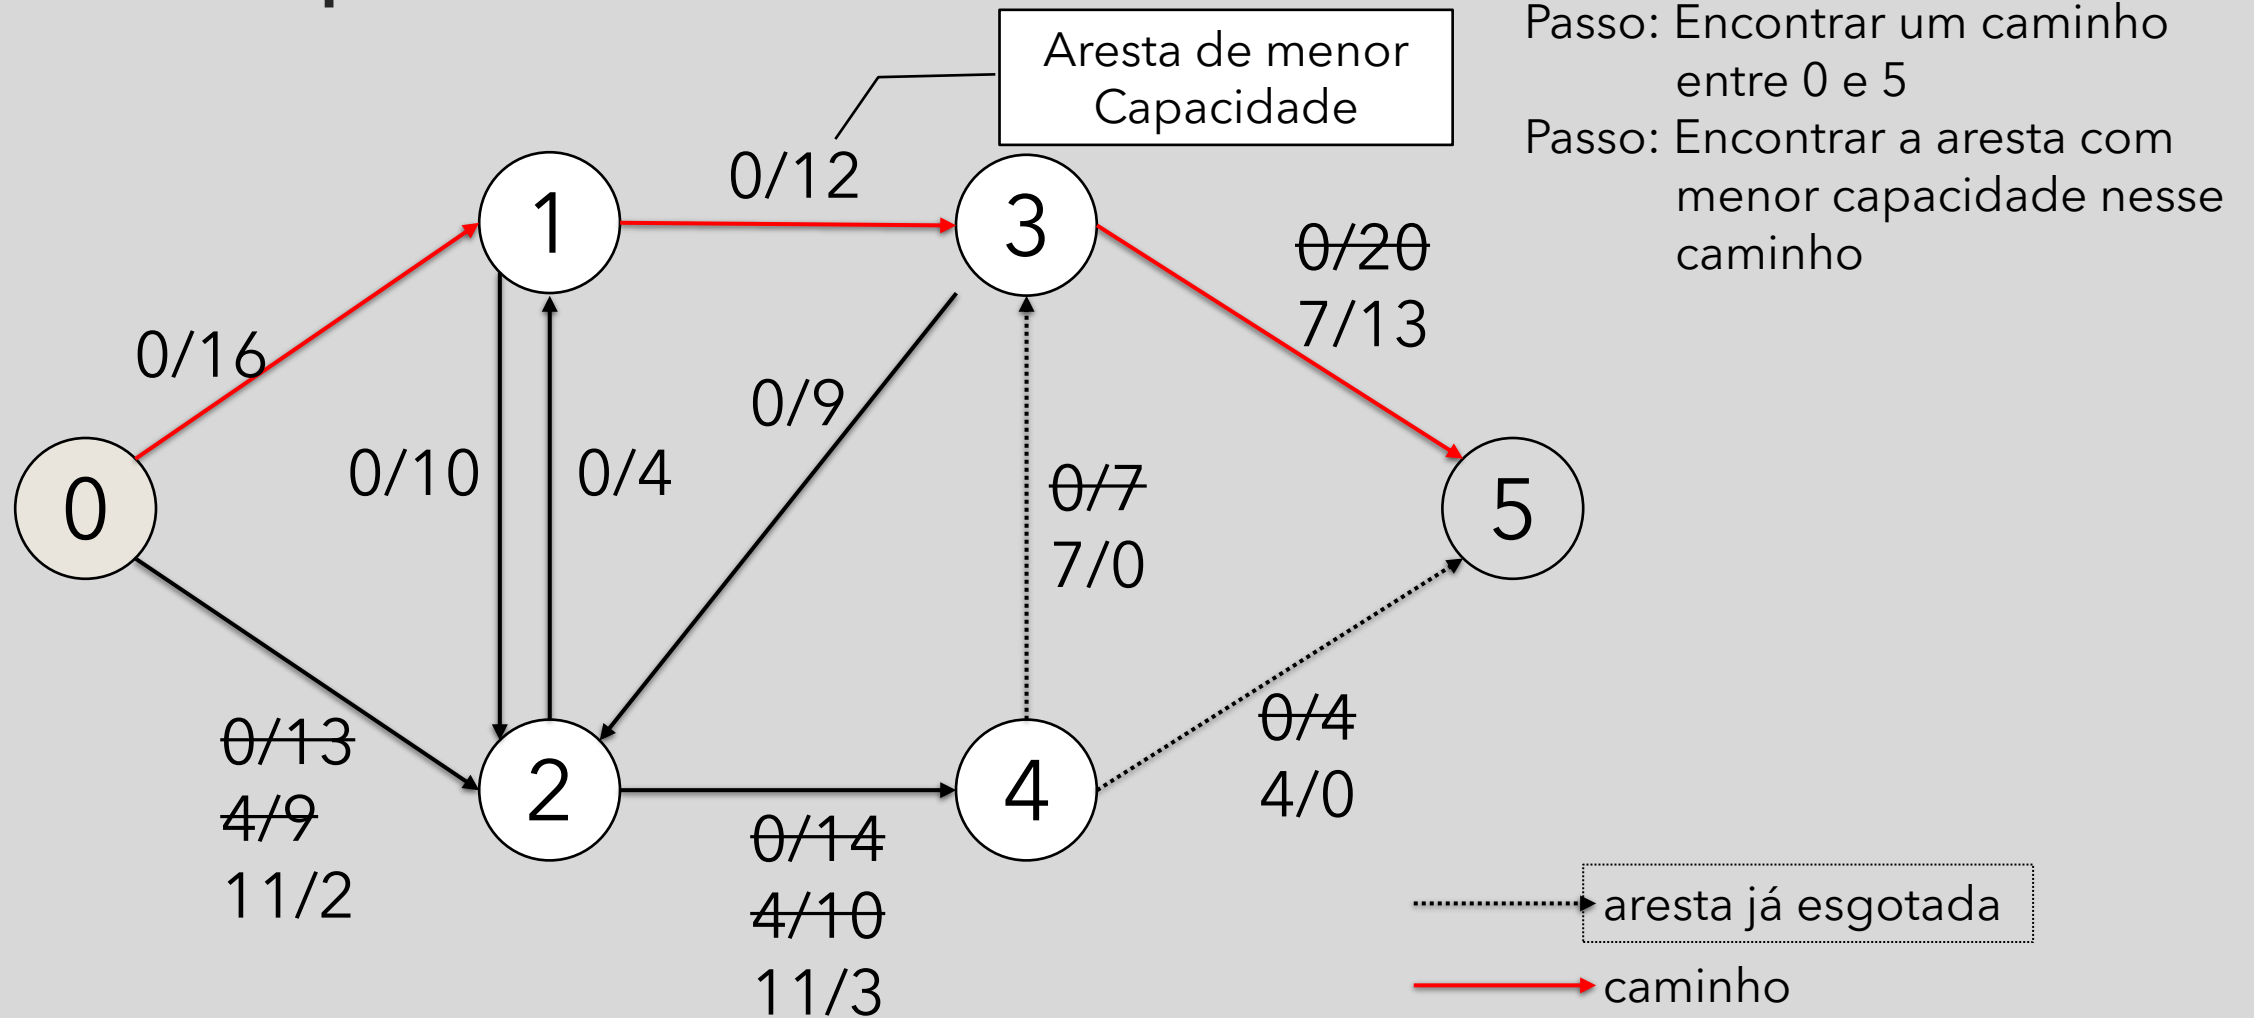 Passo: Encontrar um caminho
entre 0 e 5
Passo: Encontrar a aresta com
menor capacidade nesse
caminho
Aresta de menor
Capacidade
0/12
1
3
0/20
7/13
0/16
0/9
0/10
0/4
0/7
7/0
0
5
0/13
4/9
11/2
2
4
0/4
4/0
0/14
4/10
11/3
aresta já esgotada
caminho